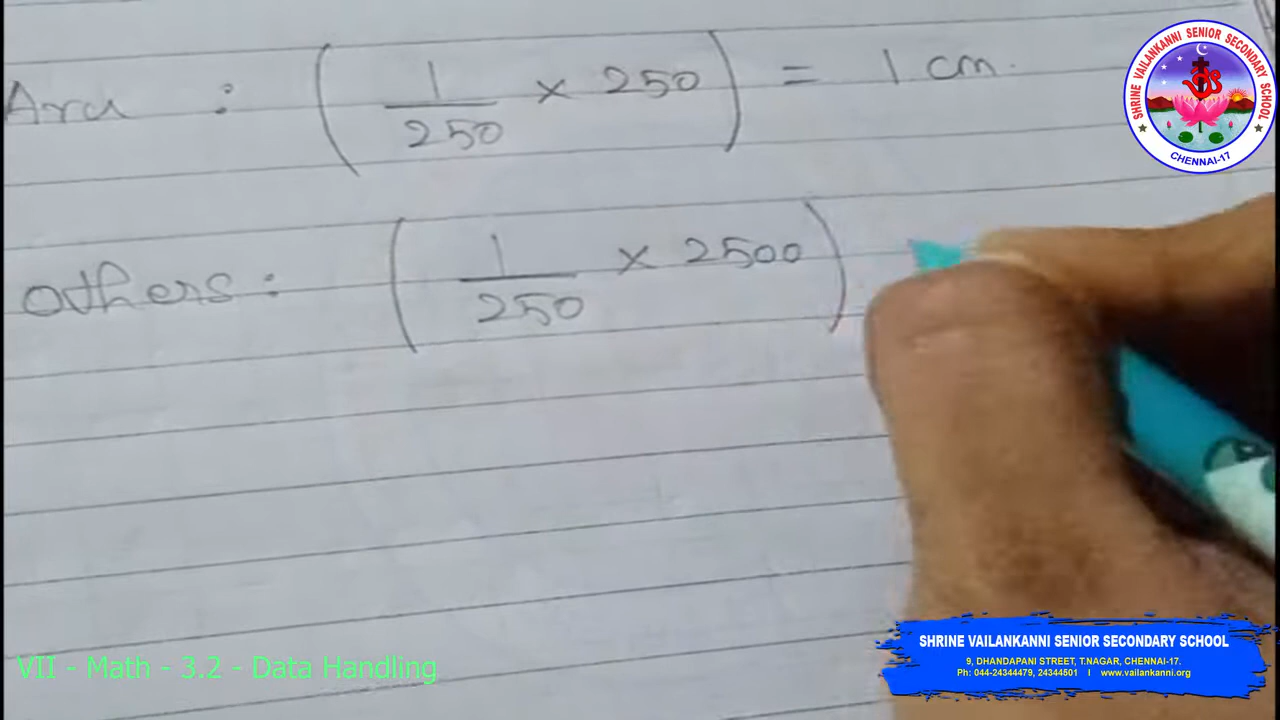 Aru : ( 1/250 × 250 ) = 1 cm.
SHRINE VAILANKANNI SENIOR SECONDARY SCHOOL
CHENNAI-17
others : ( 1/250 × 2500 )
VII - Math - 3.2 - Data Handling
SHRINE VAILANKANNI SENIOR SECONDARY SCHOOL
9, DHANDAPANI STREET, T.NAGAR, CHENNAI-17.
Ph: 044-24344479, 24344501 I www.vailankanni.org